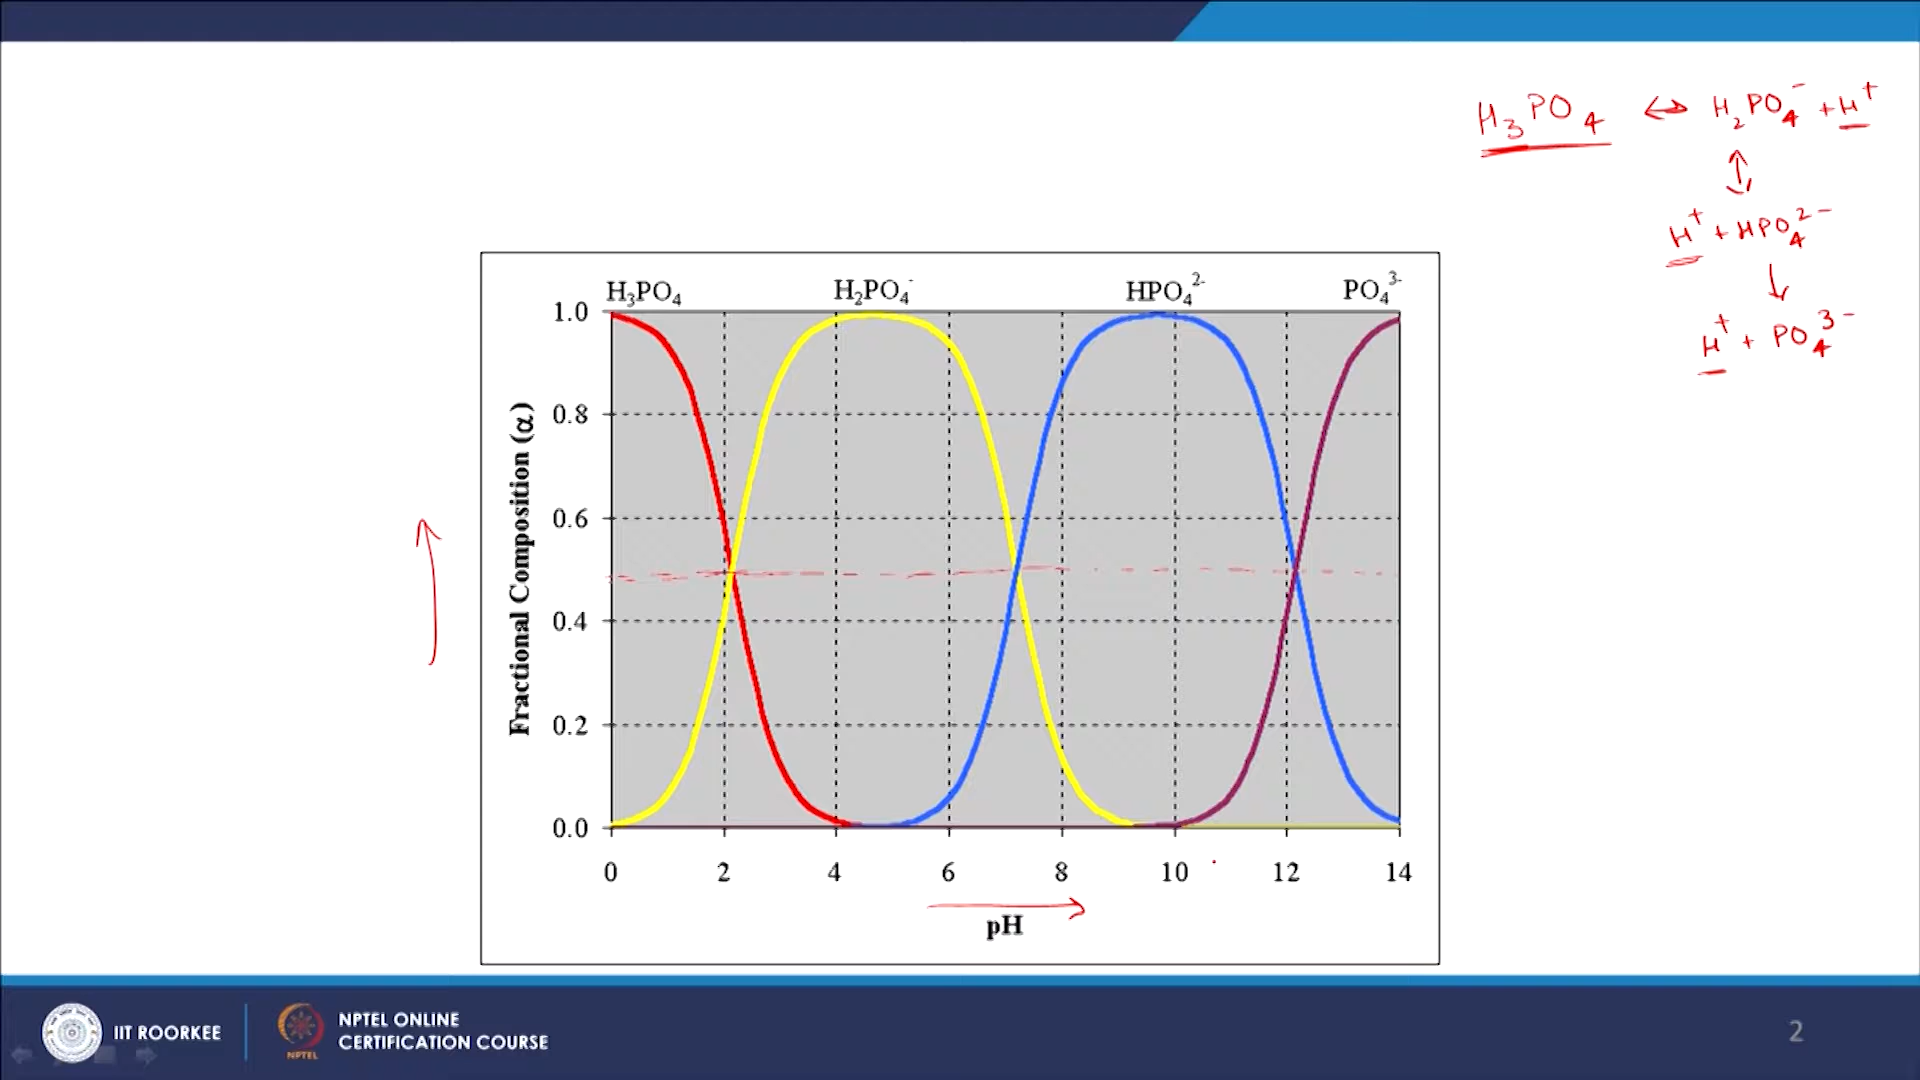 H₃PO₄ ↔ H₂PO₄⁻ + H⁺
H⁺ + HPO₄²⁻
H⁺ + PO₄³⁻
H₃PO₄ H₂PO₄⁻ HPO₄²⁻ PO₄³⁻
1.0
0.8
0.6
0.4
0.2
0.0
Fractional Composition (α)
0 2 4 6 8 10 12 14
pH
IIT ROORKEE
NPTEL
NPTEL ONLINE
CERTIFICATION COURSE
2